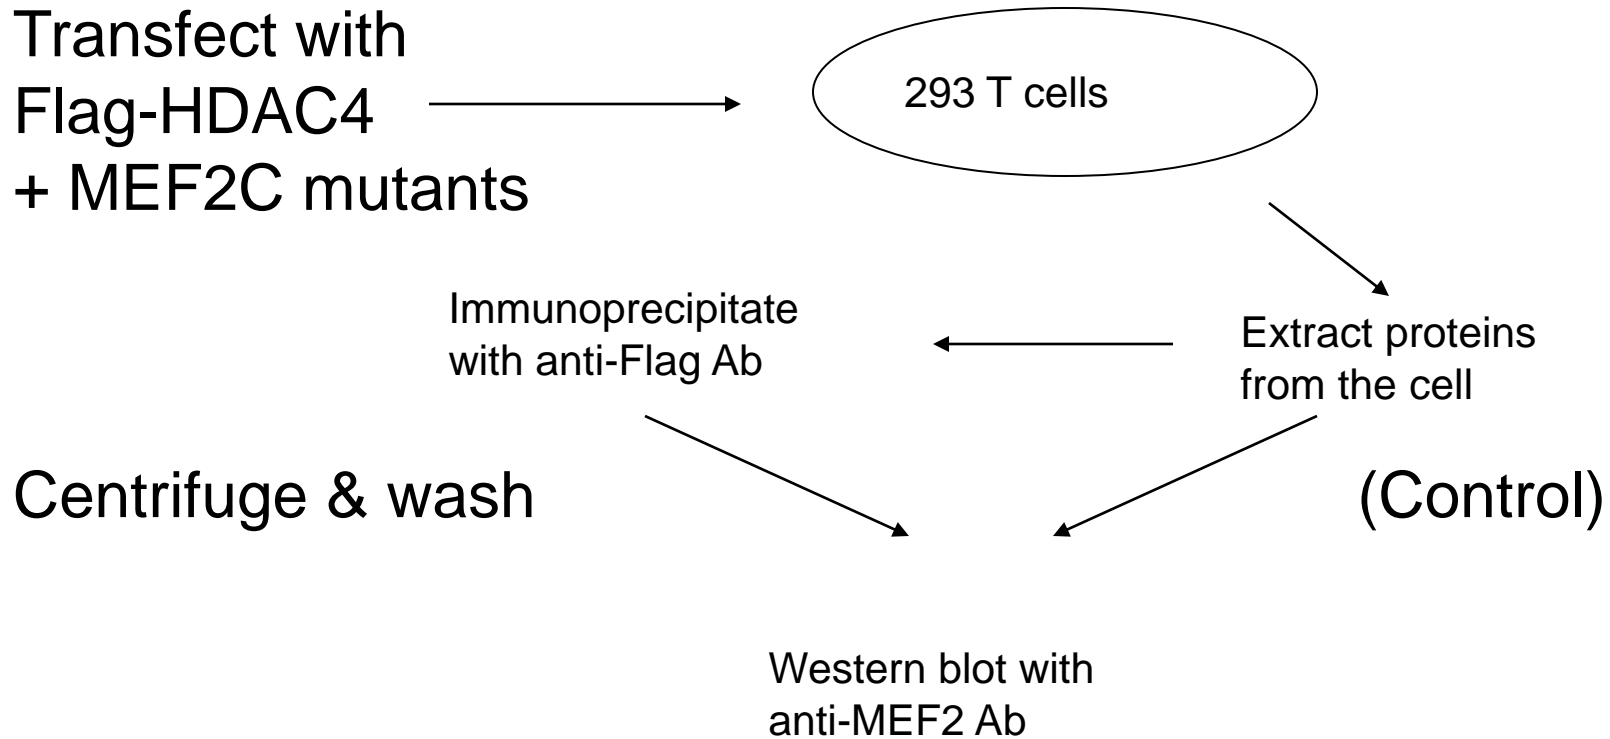 Transfect with
Flag-HDAC4
+ MEF2C mutants
293 T cells
Immunoprecipitate
with anti-Flag Ab
Extract proteins
from the cell
Centrifuge & wash
(Control)
Western blot with
anti-MEF2 Ab